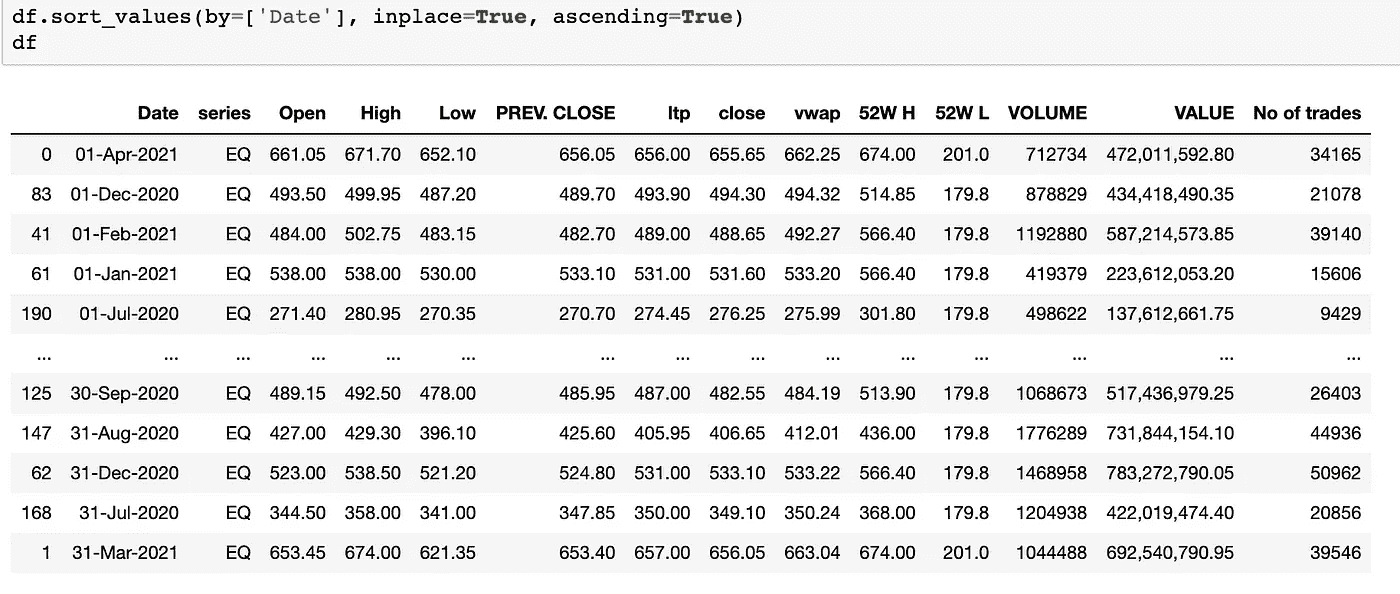 df.sort_values(by=['Date'], inplace=True, ascending=True)
df
Date series Open High Low PREV. CLOSE ltp close vwap 52W H 52W L VOLUME VALUE No of trades
0 01-Apr-2021 EQ 661.05 671.70 652.10 656.05 656.00 655.65 662.25 674.00 201.0 712734 472,011,592.80 34165
83 01-Dec-2020 EQ 493.50 499.95 487.20 489.70 493.90 494.30 494.32 514.85 179.8 878829 434,418,490.35 21078
41 01-Feb-2021 EQ 484.00 502.75 483.15 482.70 489.00 488.65 492.27 566.40 179.8 1192880 587,214,573.85 39140
61 01-Jan-2021 EQ 538.00 538.00 530.00 533.10 531.00 531.60 533.20 566.40 179.8 419379 223,612,053.20 15606
190 01-Jul-2020 EQ 271.40 280.95 270.35 270.70 274.45 276.25 275.99 301.80 179.8 498622 137,612,661.75 9429
... ... ... ... ... ... ... ... ... ... ... ... ... ... ...
125 30-Sep-2020 EQ 489.15 492.50 478.00 485.95 487.00 482.55 484.19 513.90 179.8 1068673 517,436,979.25 26403
147 31-Aug-2020 EQ 427.00 429.30 396.10 425.60 405.95 406.65 412.01 436.00 179.8 1776289 731,844,154.10 44936
62 31-Dec-2020 EQ 523.00 538.50 521.20 524.80 531.00 533.10 533.22 566.40 179.8 1468958 783,272,790.05 50962
168 31-Jul-2020 EQ 344.50 358.00 341.00 347.85 350.00 349.10 350.24 368.00 179.8 1204938 422,019,474.40 20856
1 31-Mar-2021 EQ 653.45 674.00 621.35 653.40 657.00 656.05 663.04 674.00 201.0 1044488 692,540,790.95 39546